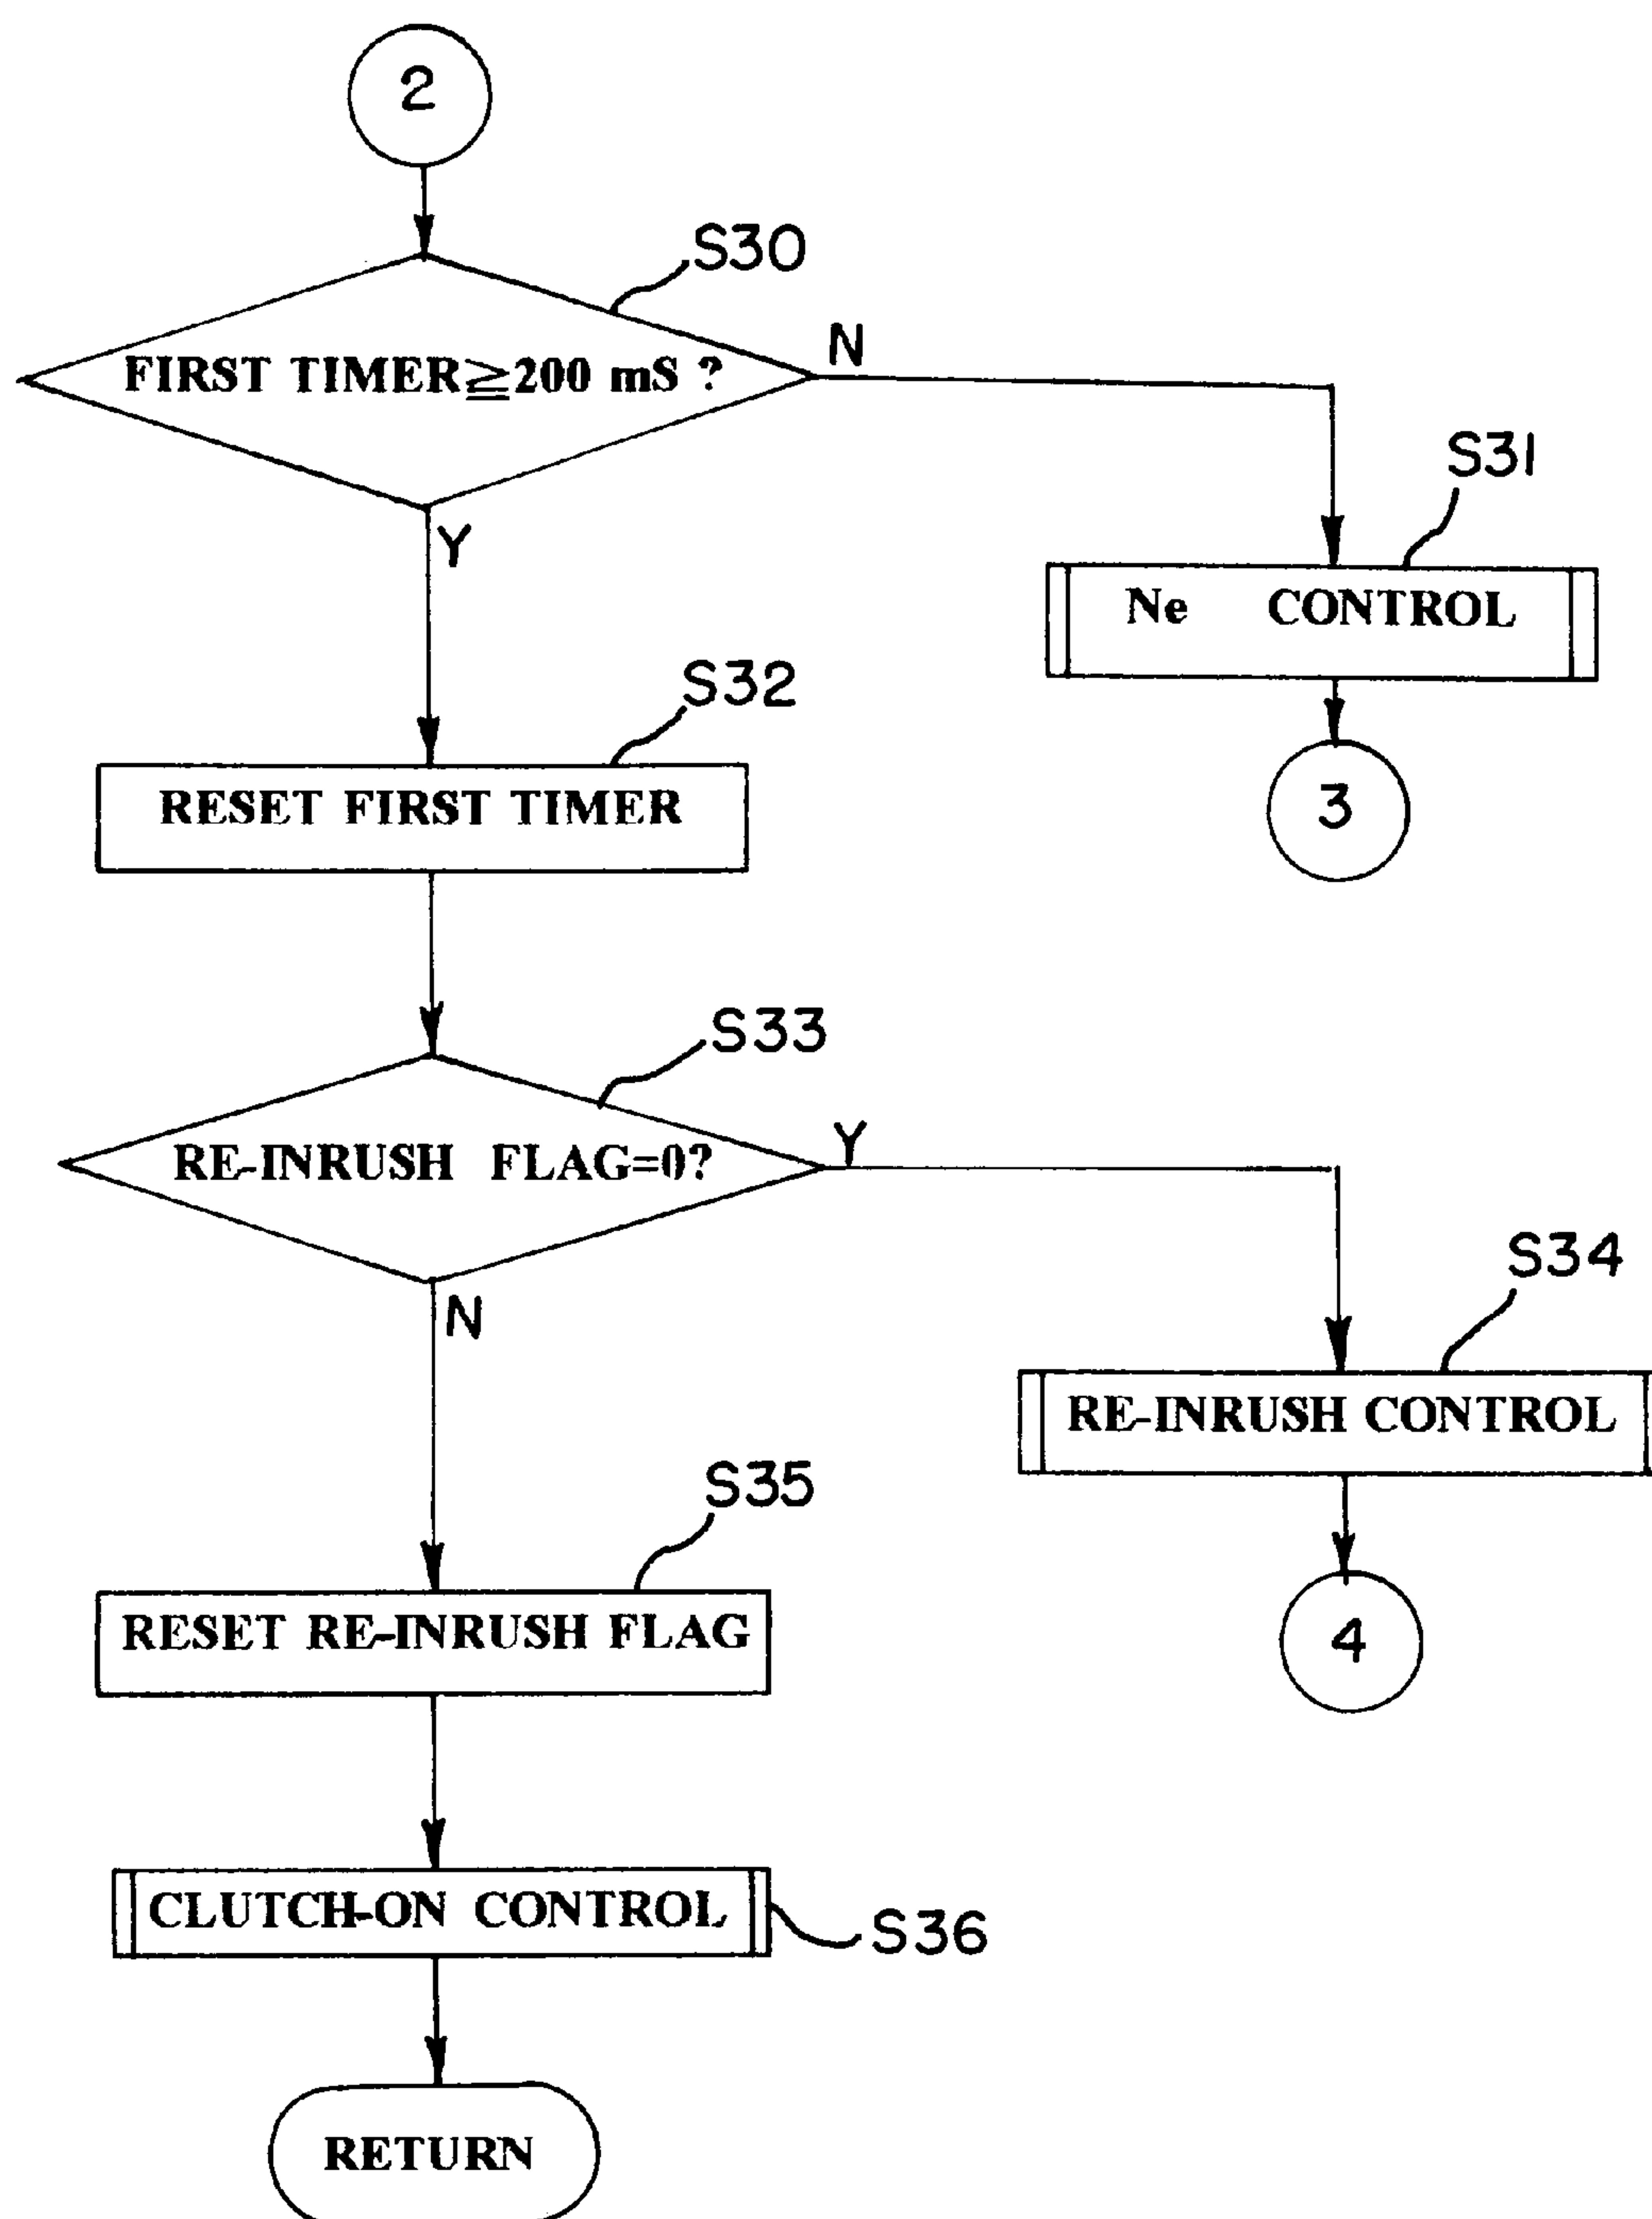 2
S30
FIRST TIMER≧200 mS ?
N
Y
S31
Ne CONTROL
3
S32
RESET FIRST TIMER
S33
RE-INRUSH FLAG=0?
Y
N
S34
RE-INRUSH CONTROL
4
S35
RESET RE-INRUSH FLAG
CLUTCH-ON CONTROL
S36
RETURN